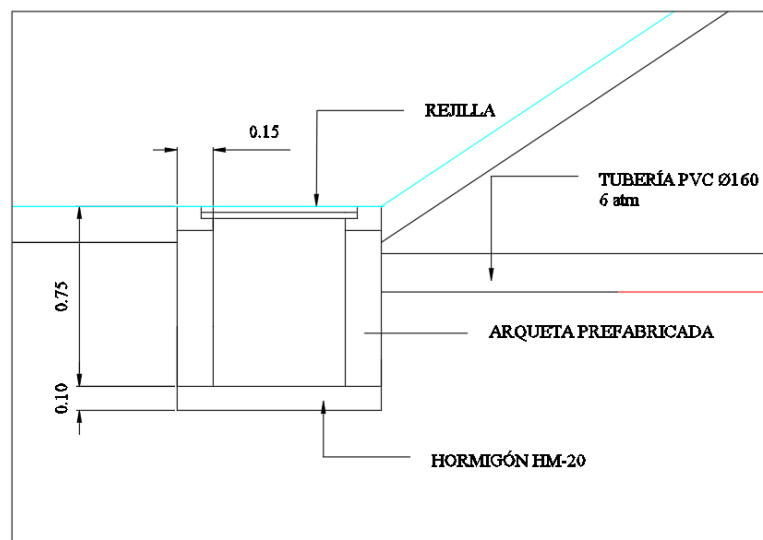 REJILLA
0.15
TUBERÍA PVC Ø160
6 atm
0.75
ARQUETA PREFABRICADA
0.10
HORMIGÓN HM-20